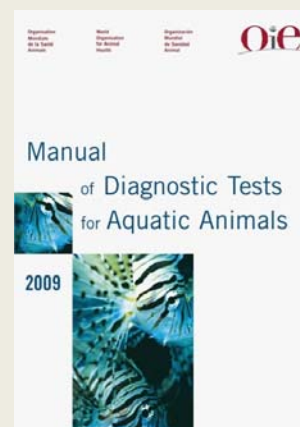 Organisation
Mondiale
de la Santé
Animale
World
Organisation
for Animal
Health
Organización
Mundial
de Sanidad
Animal
Oie
Manual
of Diagnostic Tests
for Aquatic Animals
2009